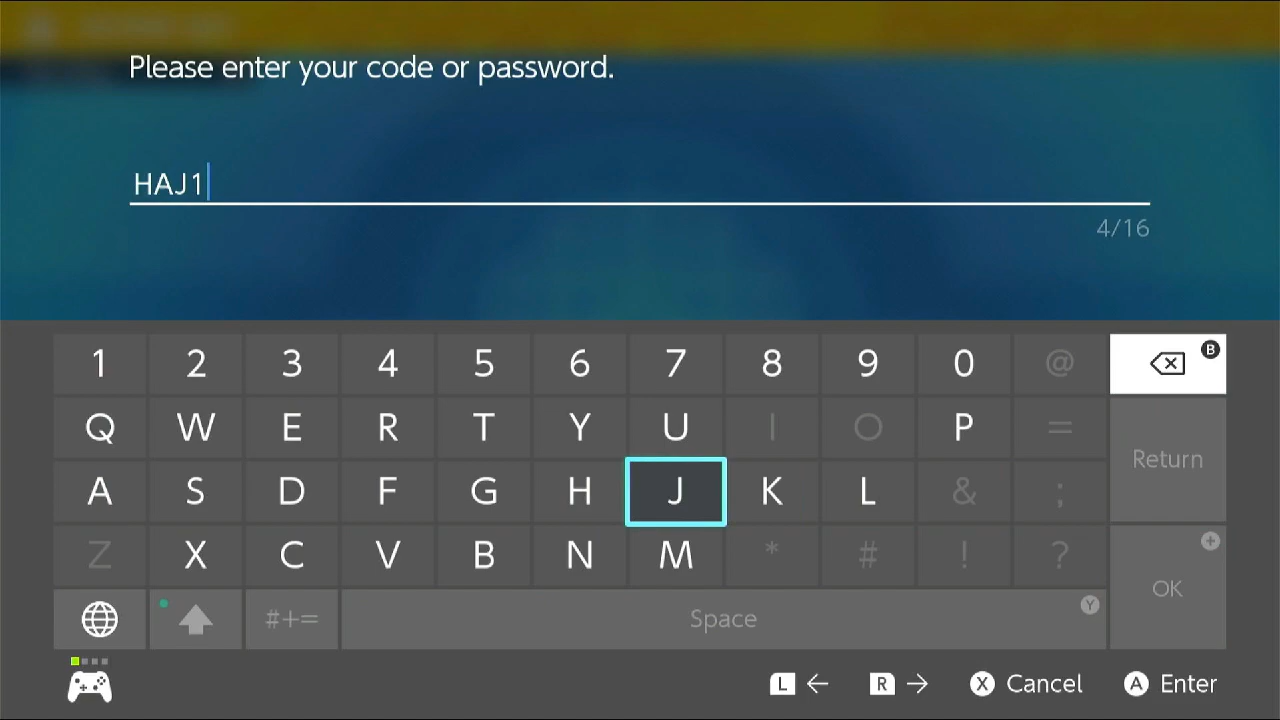 Please enter your code or password.
HAJ1
4/16
1 2 3 4 5 6 7 8 9 0 @ B
Q W E R T Y U I O P = Return
A S D F G H J K L & ;
Z X C V B N M * # ! ? + OK
#+= Space Y
L ← R → X Cancel A Enter